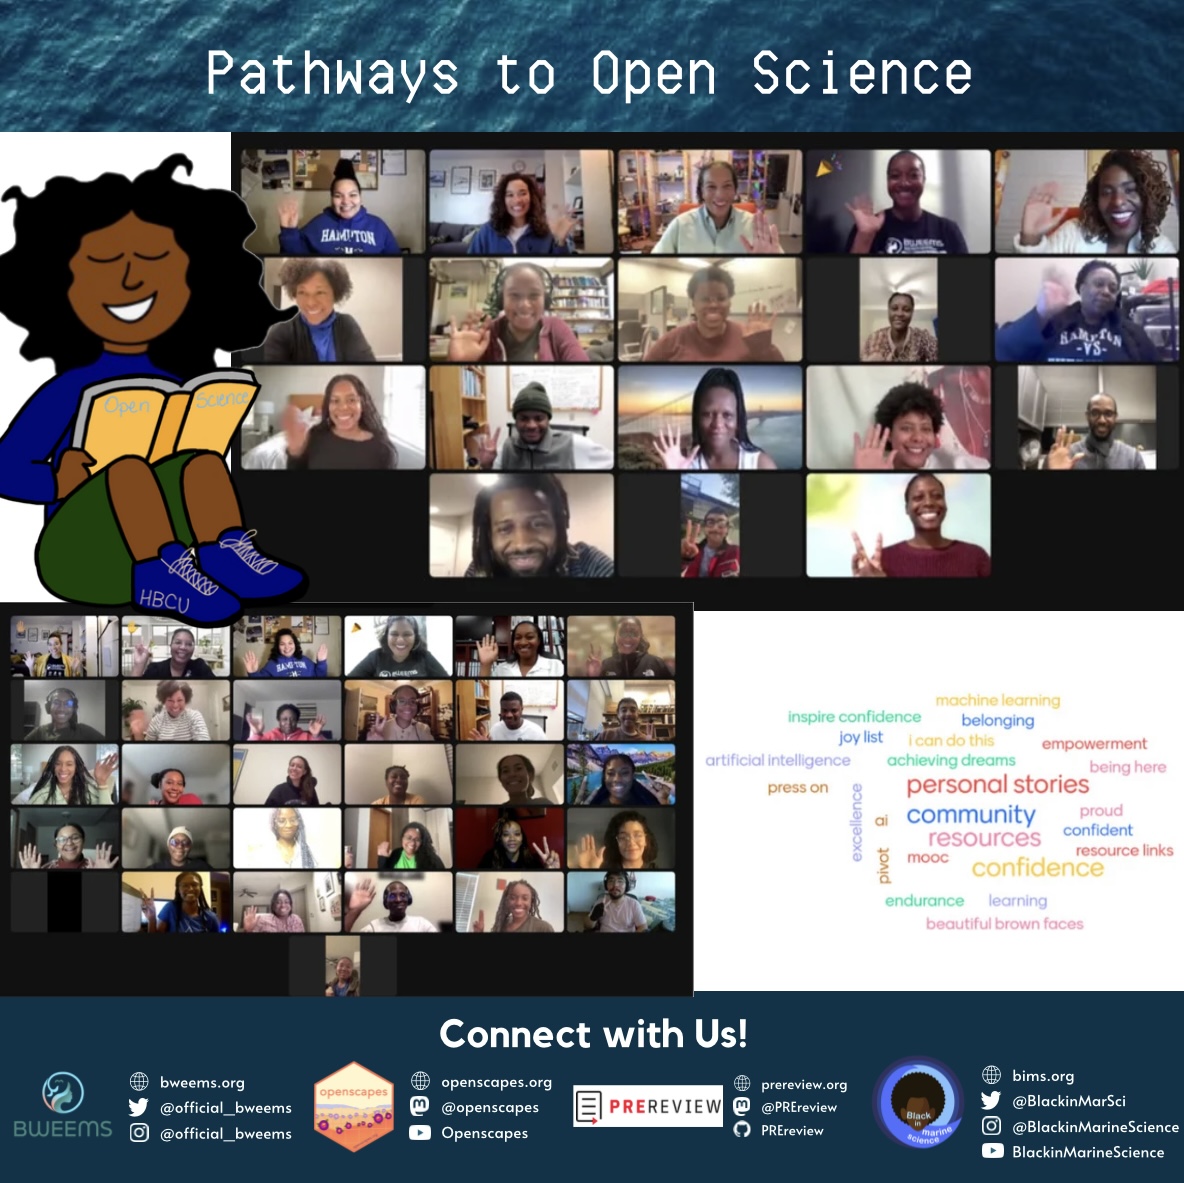 Pathways to Open Science
HAMPTON
BWEEMS
HAMPTON
-VS-
Open Science
HBCU
HAMPTON
machine learning
inspire confidence
belonging
joy list
i can do this
empowerment
artificial intelligence
achieving dreams
being here
press on
personal stories
excellence
ai
community
proud
resources
confident
pivot
mooc
resource links
confidence
endurance
learning
beautiful brown faces
Connect with Us!
BWEEMS
bweems.org
@official_bweems
@official_bweems
openscapes
openscapes.org
@openscapes
Openscapes
PREREVIEW
prereview.org
@PREreview
PREreview
Black
in
marine
science
bims.org
@BlackinMarSci
@BlackinMarineScience
BlackinMarineScience